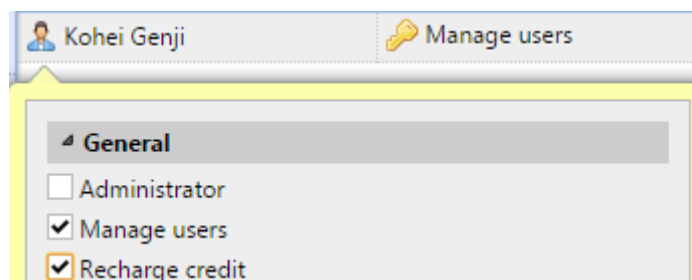 Kohei Genji Manage users
General
Administrator
Manage users
Recharge credit